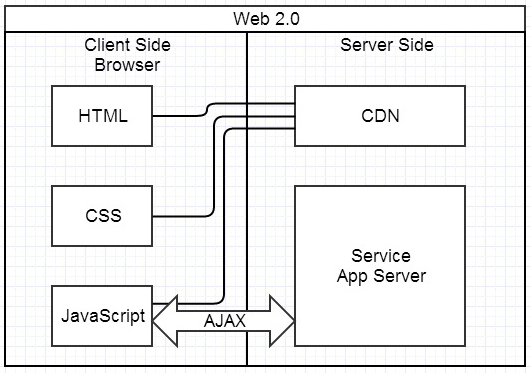 Web 2.0
Client Side
Browser
Server Side
HTML
CDN
CSS
Service
App Server
JavaScript
AJAX